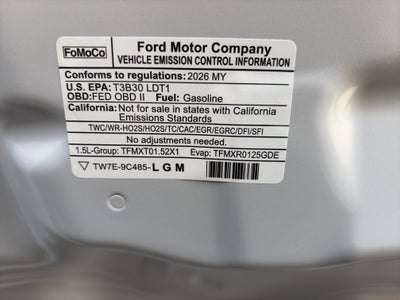 FoMoCo
Ford Motor Company
VEHICLE EMISSION CONTROL INFORMATION
Conforms to regulations: 2026 MY
U.S. EPA: T3B30 LDT1
OBD:FED OBD II Fuel: Gasoline
California: Not for sale in states with California
Emissions Standards
TWC/WR-HO2S/HO2S/TC/CAC/EGR/EGRC/DFI/SFI
No adjustments needed.
1.5L-Group: TFMXT01.52X1 Evap: TFMXR0125GDE
TW7E-9C485- L G M